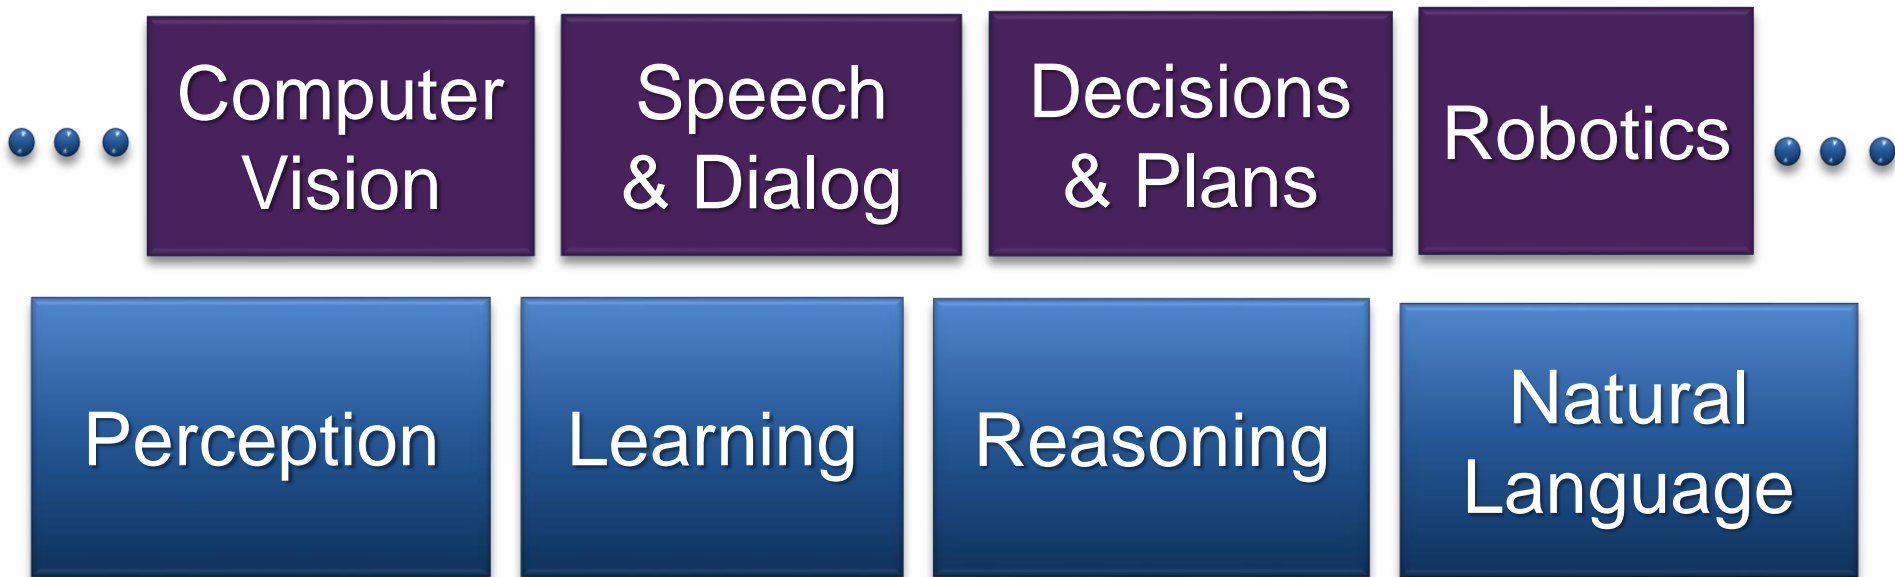 Computer
Vision
Speech
& Dialog
Decisions
& Plans
Robotics
Perception
Learning
Reasoning
Natural
Language